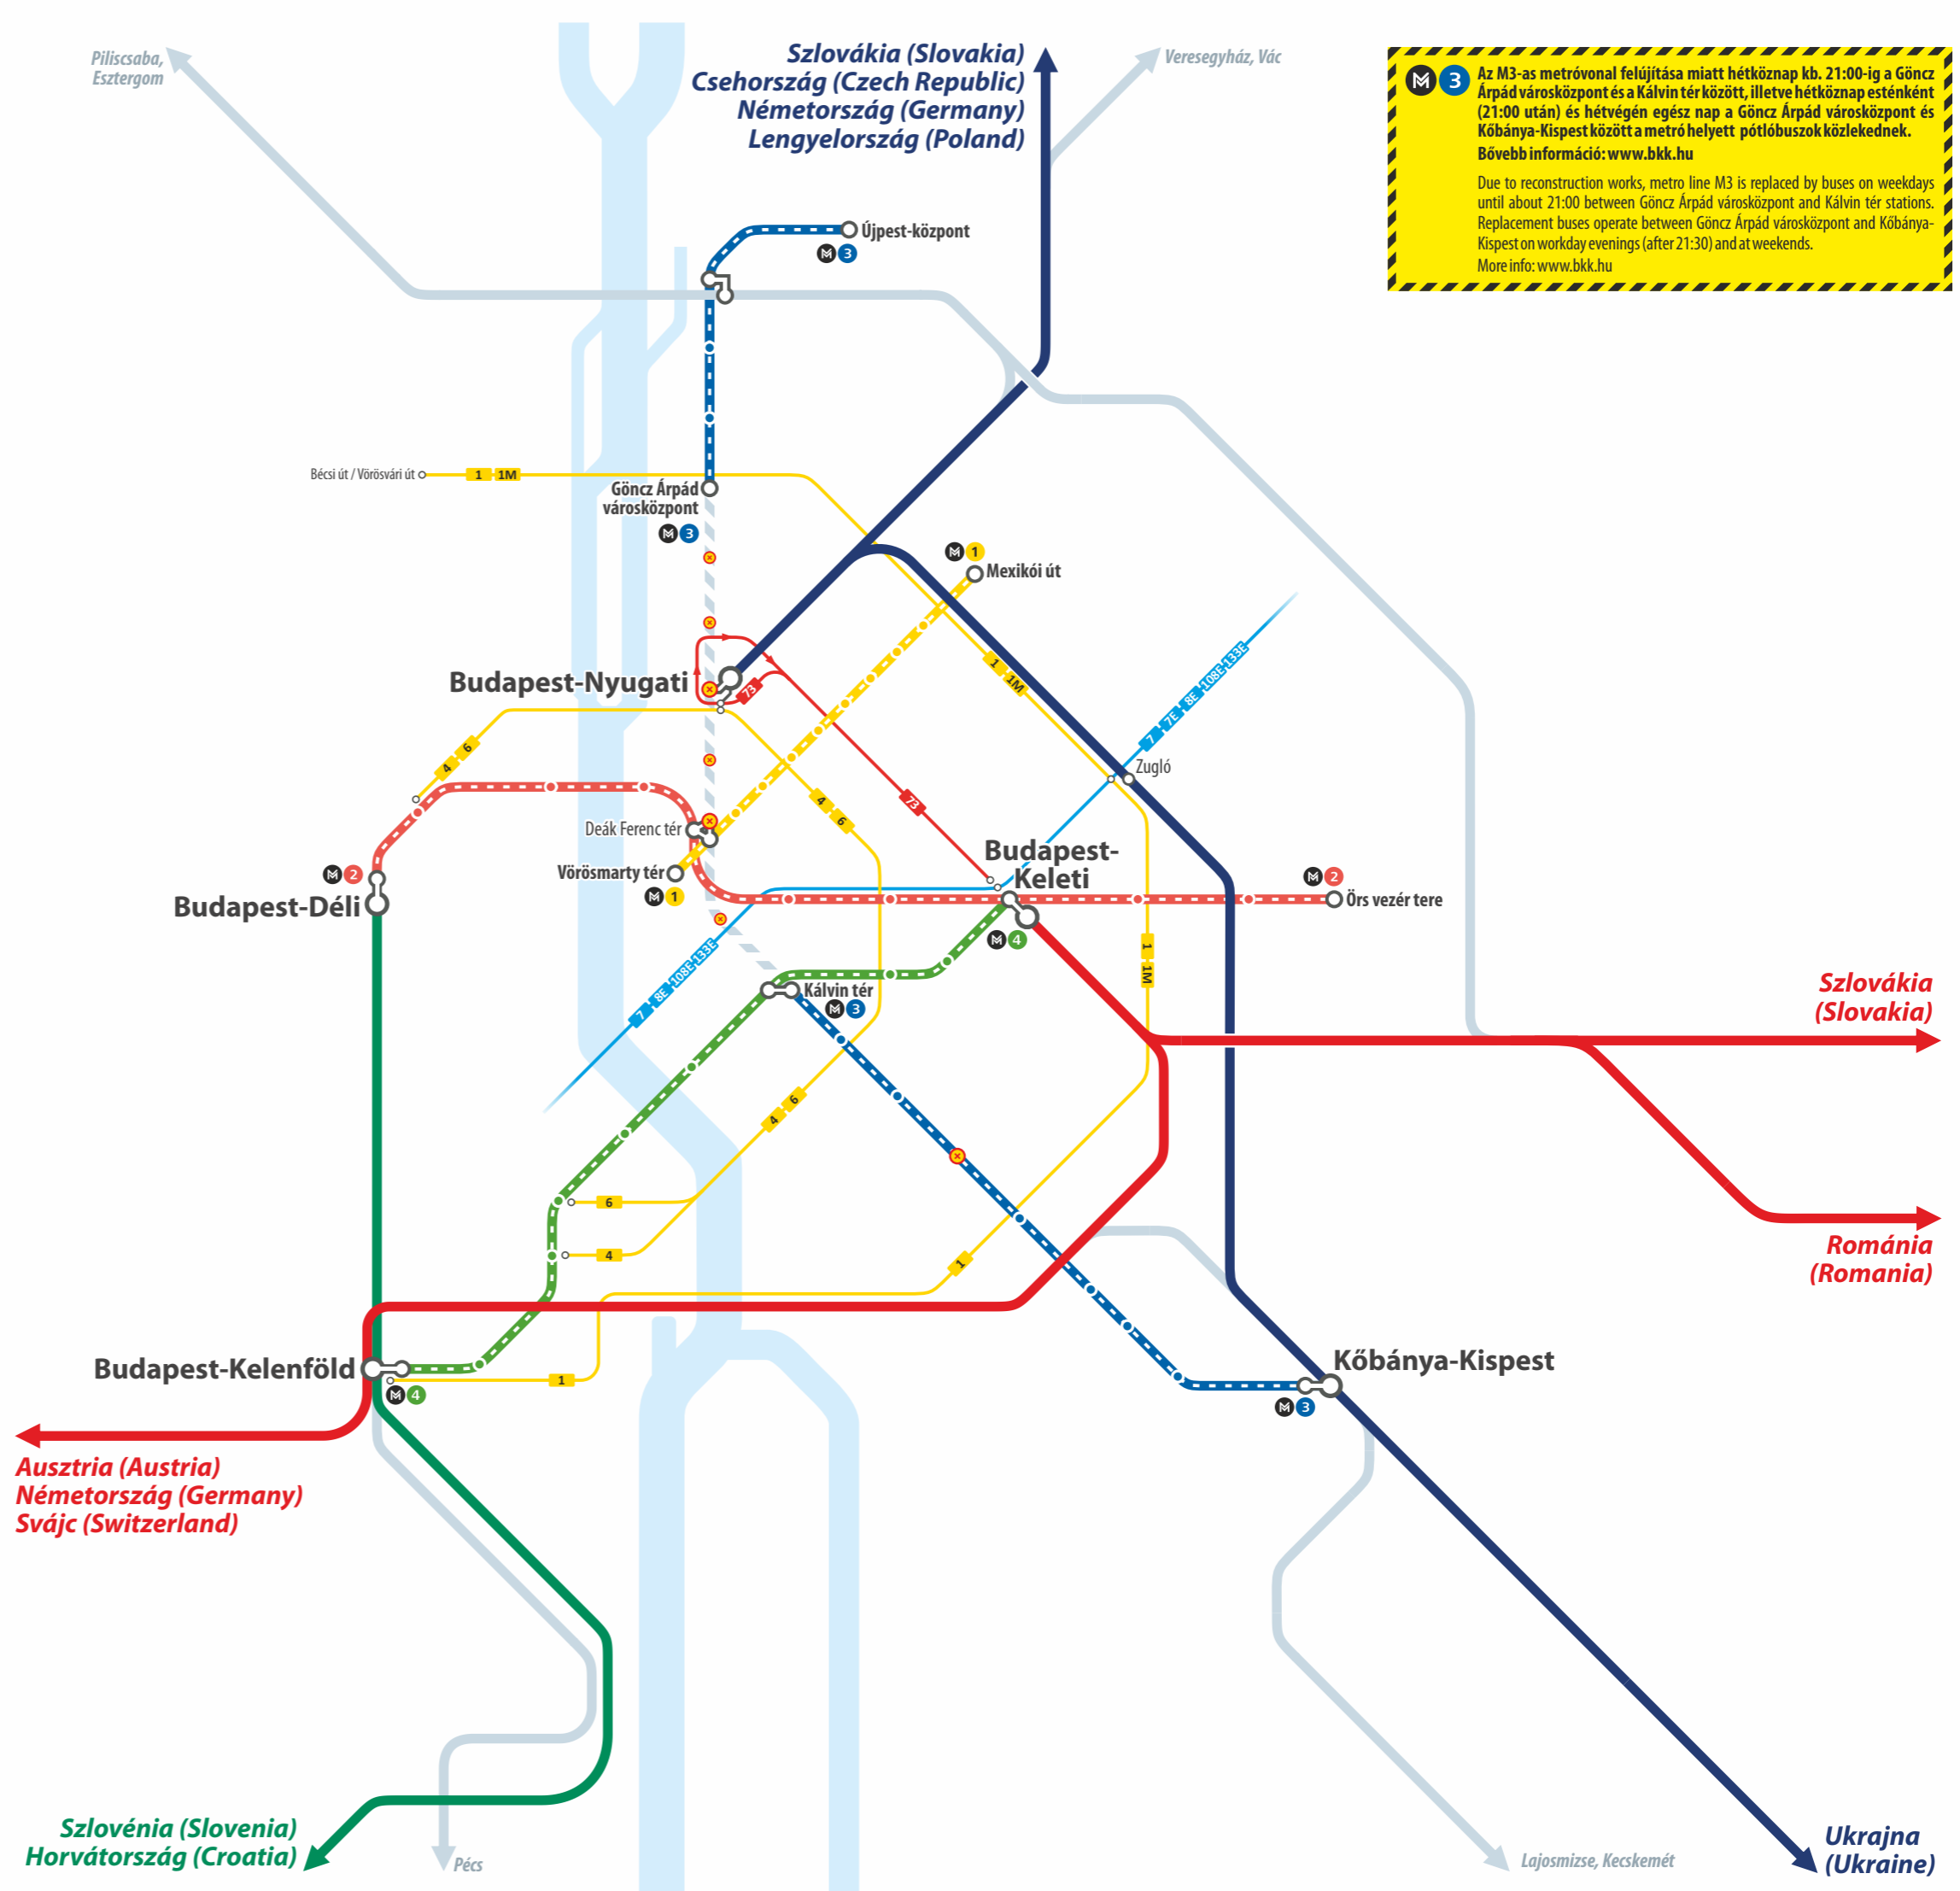 Piliscsaba,
Esztergom
Szlovákia (Slovakia)
Csehország (Czech Republic)
Németország (Germany)
Lengyelország (Poland)
Veresegyház, Vác
M 3
Az M3-as metróvonal felújítása miatt hétköznap kb. 21:00-ig a Göncz
Árpád városközpont és a Kálvin tér között, illetve hétköznap esténként
(21:00 után) és hétvégén egész nap a Göncz Árpád városközpont és
Kőbánya-Kispest között a metró helyett pótlóbuszok közlekednek.
Bővebb információ: www.bkk.hu
Due to reconstruction works, metro line M3 is replaced by buses on weekdays
until about 21:00 between Göncz Árpád városközpont and Kálvin tér stations.
Replacement buses operate between Göncz Árpád városközpont and Kőbánya-
Kispest on workday evenings (after 21:30) and at weekends.
More info: www.bkk.hu
Újpest-központ
M 3
Bécsi út / Vörösvári út
1 1M
Göncz Árpád
városközpont
M 3
M 1
Mexikói út
1 1M
7 7E 8E 108E 133E
Budapest-Nyugati
73
4 6
Zugló
4 6
73
Deák Ferenc tér
Vörösmarty tér
M 1
M 2
Budapest-Déli
Budapest-
Keleti
M 4
M 2
Örs vezér tere
1 1M
7 8E 108E 133E
Kálvin tér
M 3
Szlovákia
(Slovakia)
4 6
6
4
1
Románia
(Romania)
Budapest-Kelenföld
M 4
1
Kőbánya-Kispest
M 3
Ausztria (Austria)
Németország (Germany)
Svájc (Switzerland)
Szlovénia (Slovenia)
Horvátország (Croatia)
Pécs
Lajosmizse, Kecskemét
Ukrajna
(Ukraine)